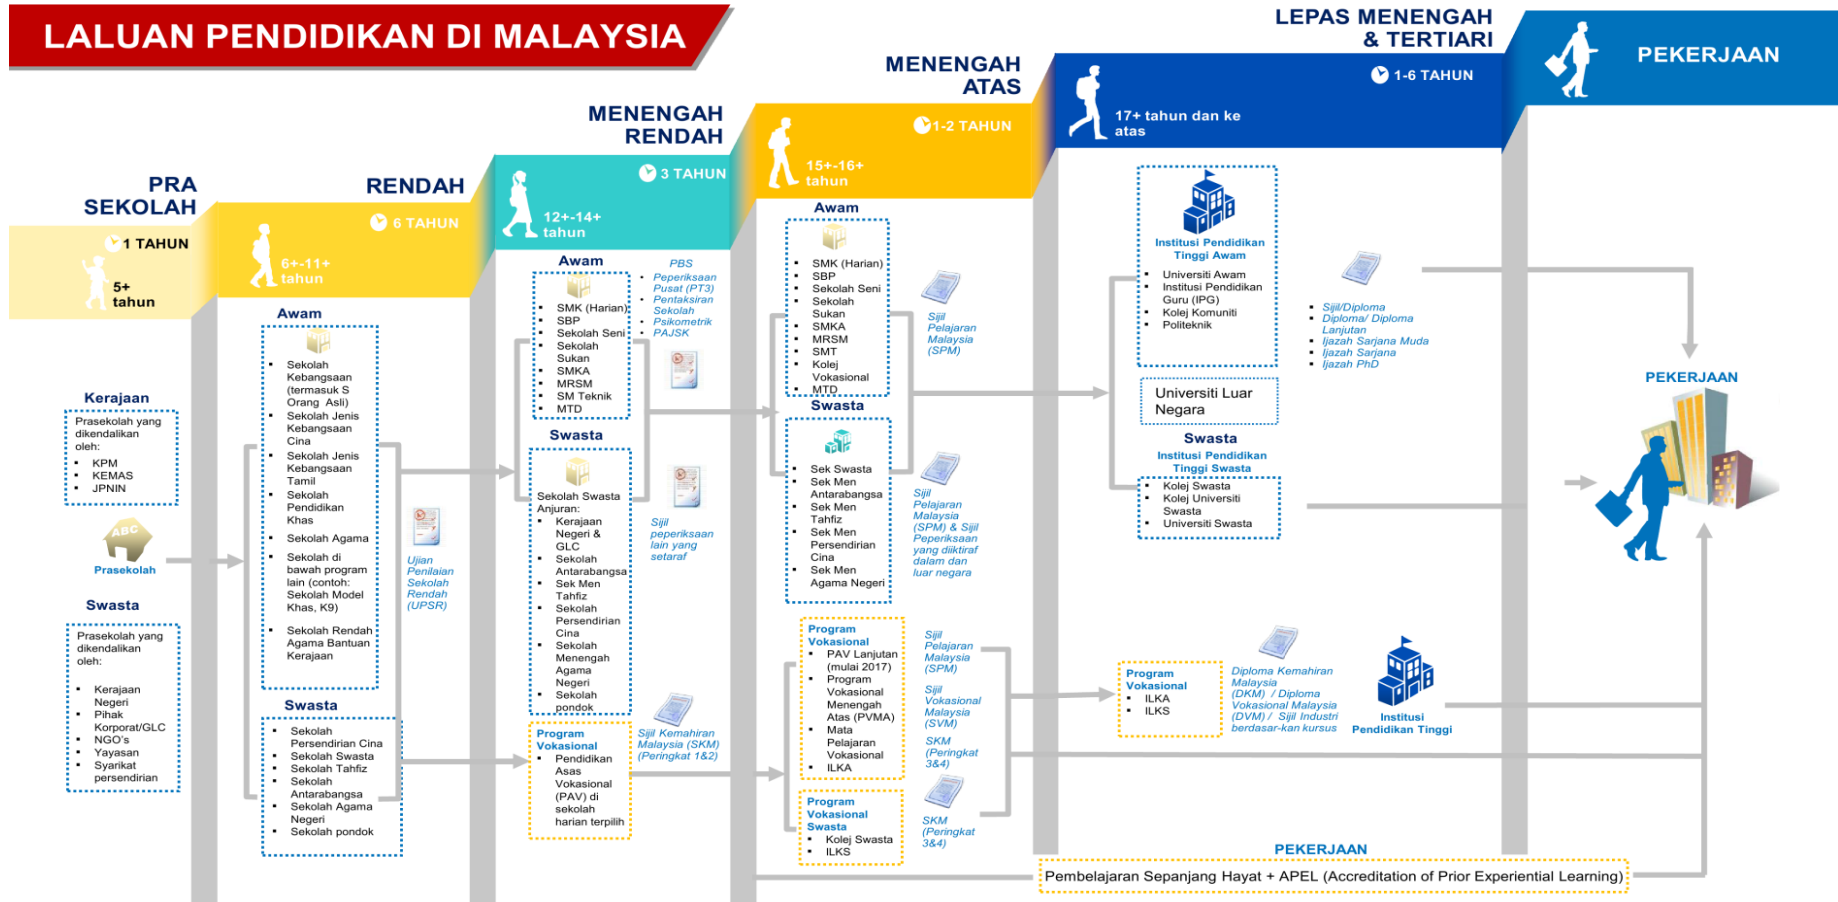 LALUAN PENDIDIKAN DI MALAYSIA
PRA
SEKOLAH
1 TAHUN
5+
tahun
Kerajaan
Prasekolah yang
dikendalikan
oleh:
KPM
KEMAS
JPNIN
ABC
Prasekolah
Swasta
Prasekolah yang
dikendalikan
oleh:
Kerajaan
Negeri
Pihak
Korporat/GLC
NGO's
Yayasan
Syarikat
persendirian
RENDAH
6 TAHUN
6+-11+
tahun
Awam
Sekolah
Kebangsaan
(termasuk S
Orang Asli)
Sekolah Jenis
Kebangsaan
Cina
Sekolah Jenis
Kebangsaan
Tamil
Sekolah
Pendidikan
Khas
Sekolah Agama
Sekolah di
bawah program
lain (contoh:
Sekolah Model
Khas, K9)
Sekolah Rendah
Agama Bantuan
Kerajaan
Swasta
Sekolah
Persendirian Cina
Sekolah Swasta
Sekolah Tahfiz
Sekolah
Antarabangsa
Sekolah Agama
Negeri
Sekolah pondok
Ujian
Penilaian
Sekolah
Rendah
(UPSR)
MENENGAH
RENDAH
3 TAHUN
12+-14+
tahun
Awam
SMK (Harian)
SBP
Sekolah Seni
Sekolah
Sukan
SMKA
MRSM
SM Teknik
MTD
PBS
Peperiksaan
Pusat (PT3)
Pentaksiran
Sekolah
Psikometrik
PAJSK
Swasta
Sekolah Swasta
Anjuran:
Kerajaan
Negeri &
GLC
Sekolah
Antarabangsa
Sek Men
Tahfiz
Sekolah
Persendirian
Cina
Sekolah
Menengah
Agama
Negeri
Sekolah
pondok
Sijil
peperiksaan
lain yang
setaraf
Program
Vokasional
Pendidikan
Asas
Vokasional
(PAV) di
sekolah
harian terpilih
Sijil Kemahiran
Malaysia (SKM)
(Peringkat 1&2)
MENENGAH
ATAS
1-2 TAHUN
15+-16+
tahun
Awam
SMK (Harian)
SBP
Sekolah Seni
Sekolah
Sukan
SMKA
MRSM
SMT
Kolej
Vokasional
MTD
Sijil
Pelajaran
Malaysia
(SPM)
Swasta
Sek Swasta
Sek Men
Antarabangsa
Sek Men
Tahfiz
Sek Men
Persendirian
Cina
Sek Men
Agama Negeri
Sijil
Pelajaran
Malaysia
(SPM) & Sijil
Peperiksaan
yang diiktiraf
dalam dan
luar negara
Program
Vokasional
PAV Lanjutan
(mulai 2017)
Program
Vokasional
Menengah
Atas (PVMA)
Mata
Pelajaran
Vokasional
ILKA
Sijil
Pelajaran
Malaysia
(SPM)
Sijil
Vokasional
Malaysia
(SVM)
SKM
(Peringkat
3&4)
Program
Vokasional
Swasta
Kolej Swasta
ILKS
SKM
(Peringkat
3&4)
LEPAS MENENGAH
& TERTIARI
1-6 TAHUN
17+ tahun dan ke
atas
Institusi Pendidikan
Tinggi Awam
Universiti Awam
Institusi Pendidikan
Guru (IPG)
Kolej Komuniti
Politeknik
Sijil/Diploma
Diploma/ Diploma
Lanjutan
Ijazah Sarjana Muda
Ijazah Sarjana
Ijazah PhD
Universiti Luar
Negara
Swasta
Institusi Pendidikan
Tinggi Swasta
Kolej Swasta
Kolej Universiti
Swasta
Universiti Swasta
Program
Vokasional
ILKA
ILKS
Diploma Kemahiran
Malaysia
(DKM) / Diploma
Vokasional Malaysia
(DVM) / Sijil Industri
berdasar-kan kursus
Institusi
Pendidikan Tinggi
PEKERJAAN
PEKERJAAN
PEKERJAAN
Pembelajaran Sepanjang Hayat + APEL (Accreditation of Prior Experiential Learning)